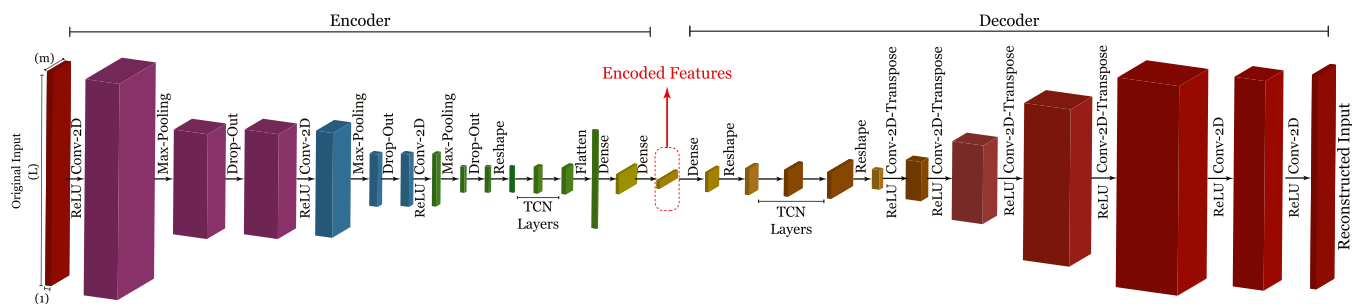 Encoder
Decoder
Encoded Features
(m)
(L)
(1)
Original Input
ReLU Conv-2D
Max-Pooling
Drop-Out
ReLU Conv-2D
Max-Pooling
Drop-Out
ReLU Conv-2D
Max-Pooling
Drop-Out
Reshape
TCN
Layers
Flatten
Dense
Dense
Dense
Reshape
TCN
Layers
Reshape
ReLU Conv-2D-Transpose
ReLU Conv-2D-Transpose
ReLU Conv-2D-Transpose
ReLU Conv-2D-Transpose
ReLU Conv-2D
ReLU Conv-2D
Reconstructed Input